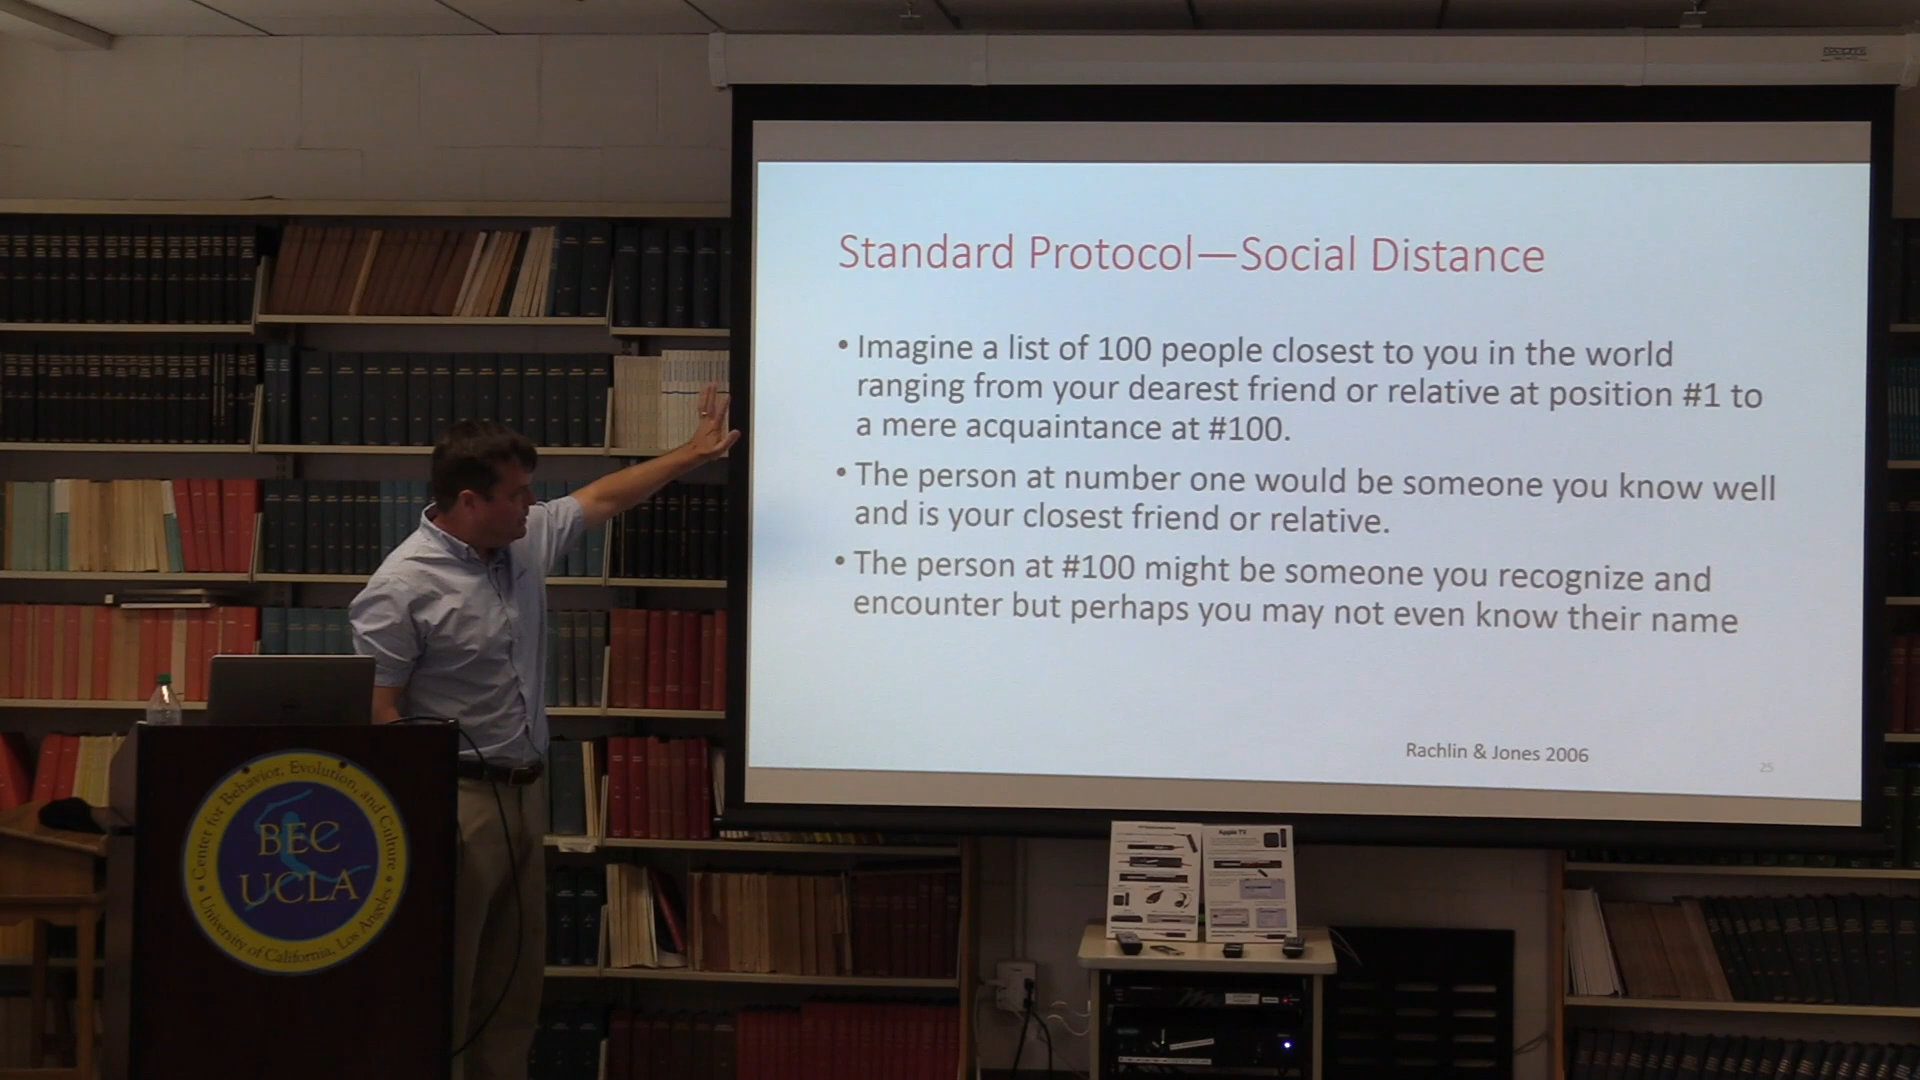 Standard Protocol—Social Distance
• Imagine a list of 100 people closest to you in the world
ranging from your dearest friend or relative at position #1 to
a mere acquaintance at #100.
• The person at number one would be someone you know well
and is your closest friend or relative.
• The person at #100 might be someone you recognize and
encounter but perhaps you may not even know their name
Rachlin & Jones 2006
25
• Center for Behavior, Evolution, and Culture •
BEC
UCLA
University of California, Los Angeles
Apple TV